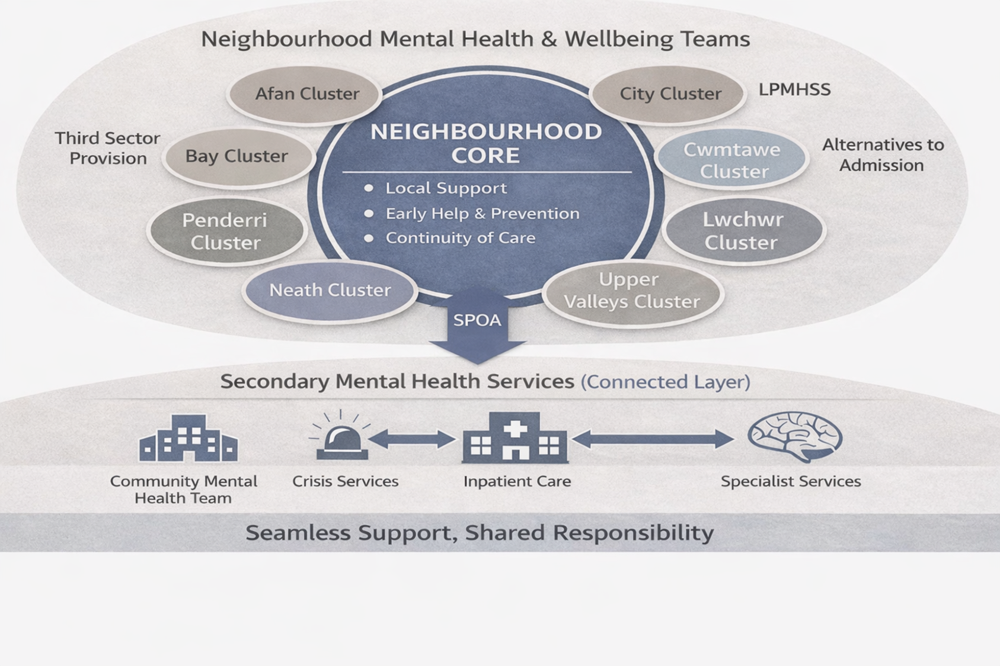 Neighbourhood Mental Health & Wellbeing Teams
Afan Cluster
City Cluster
LPMHSS
Third Sector
Provision
Bay Cluster
NEIGHBOURHOOD
CORE
Cwmtawe
Cluster
Alternatives to
Admission
Local Support
Early Help & Prevention
Continuity of Care
Penderri
Cluster
Lwchwr
Cluster
Neath Cluster
Upper
Valleys Cluster
SPOA
Secondary Mental Health Services (Connected Layer)
Community Mental
Health Team
Crisis Services
Inpatient Care
Specialist Services
Seamless Support, Shared Responsibility